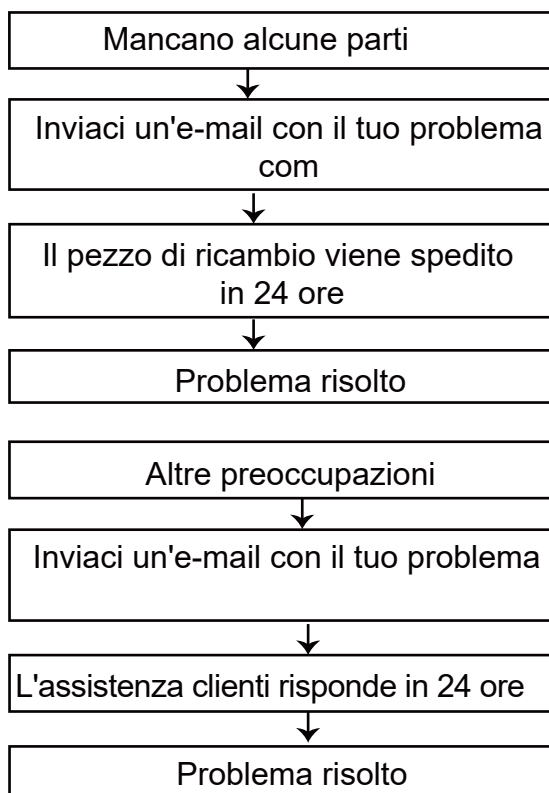 Mancano alcune parti
Inviaci un'e-mail con il tuo problema
com
Il pezzo di ricambio viene spedito
in 24 ore
Problema risolto
Altre preoccupazioni
Inviaci un'e-mail con il tuo problema
L'assistenza clienti risponde in 24 ore
Problema risolto